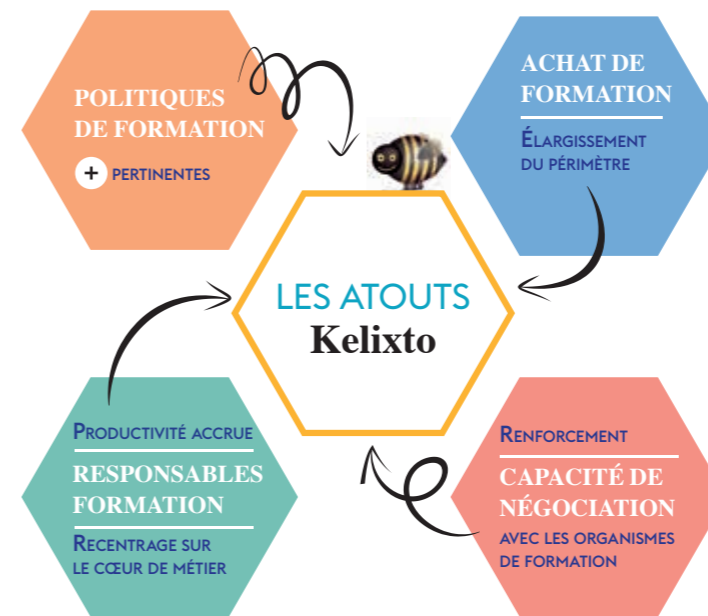 POLITIQUES
DE FORMATION
+ PERTINENTES
ACHAT DE
FORMATION
ÉLARGISSEMENT
DU PÉRIMÈTRE
LES ATOUTS
Kelixto
PRODUCTIVITÉ ACCRUE
RESPONSABLES
FORMATION
RECENTRAGE SUR
LE CŒUR DE MÉTIER
RENFORCEMENT
CAPACITÉ DE
NÉGOCIATION
AVEC LES ORGANISMES
DE FORMATION